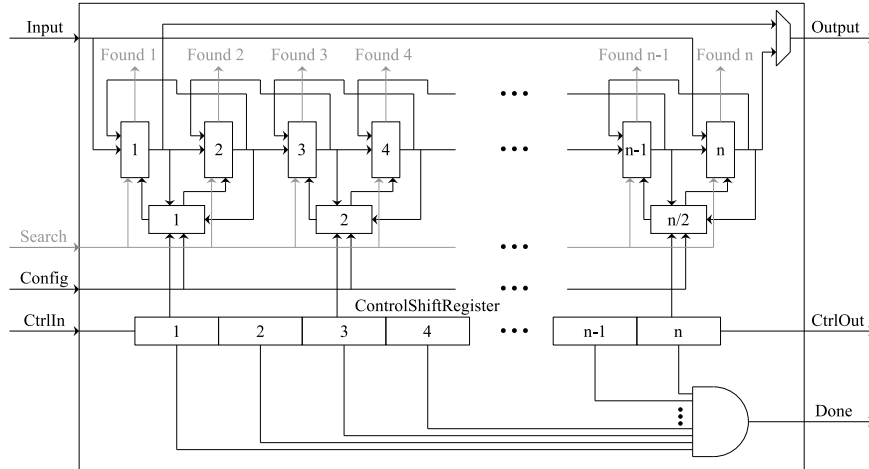 Input
Output
Found 1
Found 2
Found 3
Found 4
Found n-1
Found n
1
2
3
4
n-1
n
1
2
n/2
Search
Config
ControlShiftRegister
CtrlIn
1
2
3
4
n-1
n
CtrlOut
Done